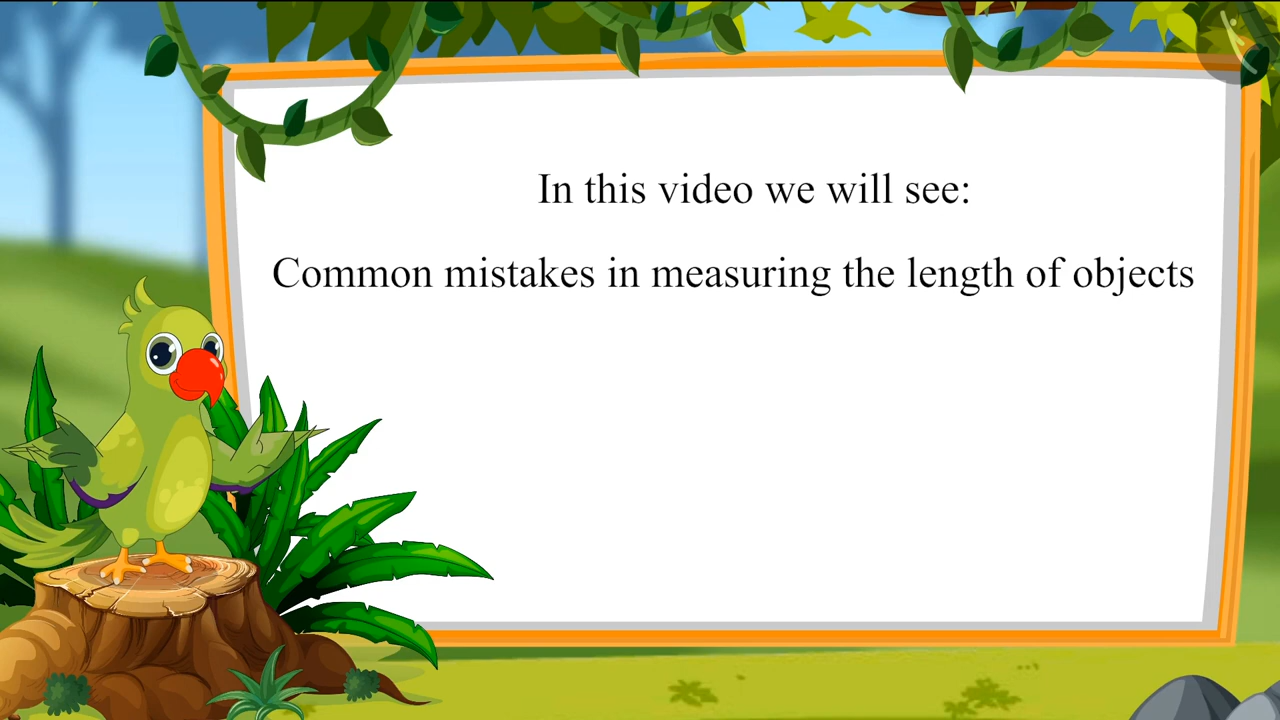 In this video we will see:
Common mistakes in measuring the length of objects